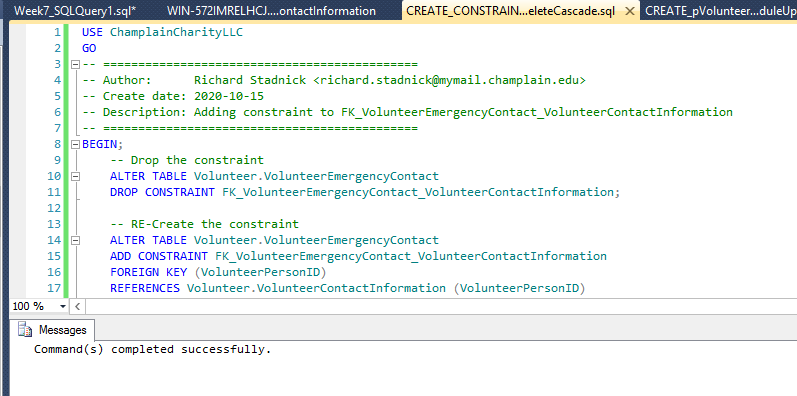 Week7_SQLQuery1.sql*
WIN-572IMRELHCJ....ontactInformation
CREATE_CONSTRAIN...eleteCascade.sql
CREATE_pVolunteer...duleUp
1 USE ChamplainCharityLLC
2 GO
3 -- =============================================
4 -- Author: Richard Stadnick <richard.stadnick@mymail.champlain.edu>
5 -- Create date: 2020-10-15
6 -- Description: Adding constraint to FK_VolunteerEmergencyContact_VolunteerContactInformation
7 -- =============================================
8 BEGIN;
9 -- Drop the constraint
10 ALTER TABLE Volunteer.VolunteerEmergencyContact
11 DROP CONSTRAINT FK_VolunteerEmergencyContact_VolunteerContactInformation;
12
13 -- RE-Create the constraint
14 ALTER TABLE Volunteer.VolunteerEmergencyContact
15 ADD CONSTRAINT FK_VolunteerEmergencyContact_VolunteerContactInformation
16 FOREIGN KEY (VolunteerPersonID)
17 REFERENCES Volunteer.VolunteerContactInformation (VolunteerPersonID)
100 %
Messages
Command(s) completed successfully.